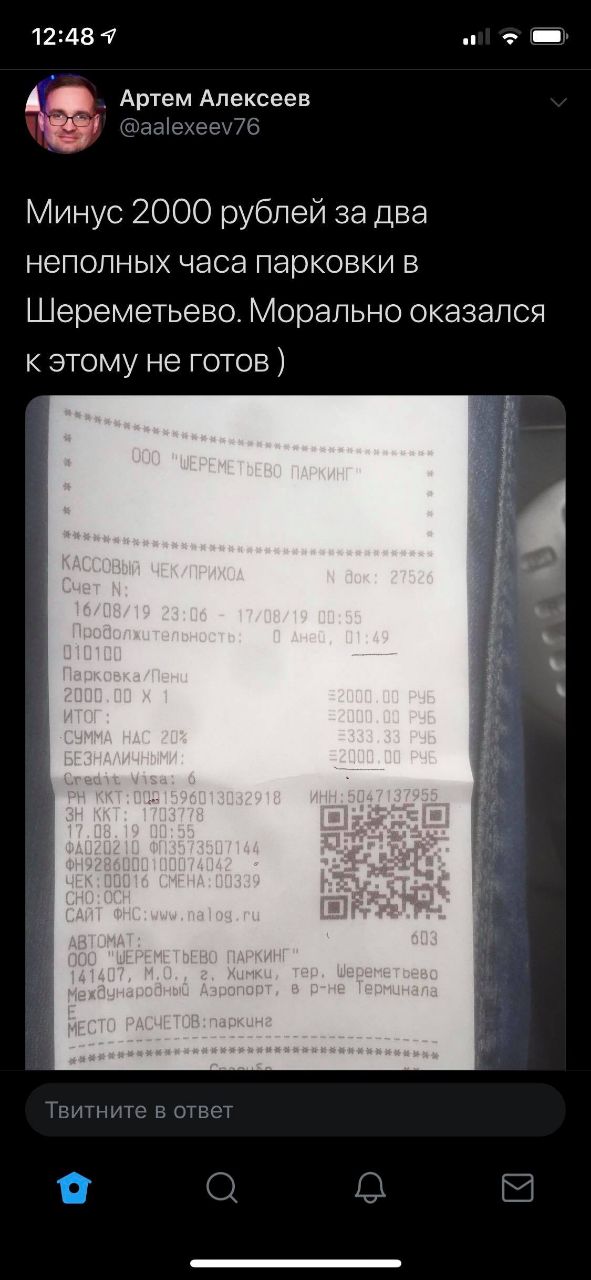 12:48
Артем Алексеев
@aalexeev76
Минус 2000 рублей за два
неполных часа парковки в
Шереметьево. Морально оказался
к этому не готов )
ООО "ШЕРЕМЕТЬЕВО ПАРКИНГ"
КАССОВЫЙ ЧЕК/ПРИХОД N док: 27526
Счет N:
16/08/19 23:06 - 17/08/19 00:55
Продолжительность: 0 Дней, 01:49
010100
Парковка/Пени
2000.00 X 1 =2000.00 РУБ
ИТОГ: =2000.00 РУБ
СУММА НДС 20% =333.33 РУБ
БЕЗНАЛИЧНЫМИ: =2000.00 РУБ
Credit Visa: 6
РН ККТ:0001596013032918 ИНН:5047137955
ЗН ККТ: 1703778
17.08.19 00:55
ФД020210 ФП3573507144
ФН9286000100074042
ЧЕК:00016 СМЕНА:00339
СНО:ОСН
САЙТ ФНС:www.nalog.ru
АВТОМАТ: 603
ООО "ШЕРЕМЕТЬЕВО ПАРКИНГ"
141407, М.О., г. Химки, тер. Шереметьево
Международный Аэропорт, в р-не Терминала
Е
МЕСТО РАСЧЕТОВ:паркинг
Твитните в ответ